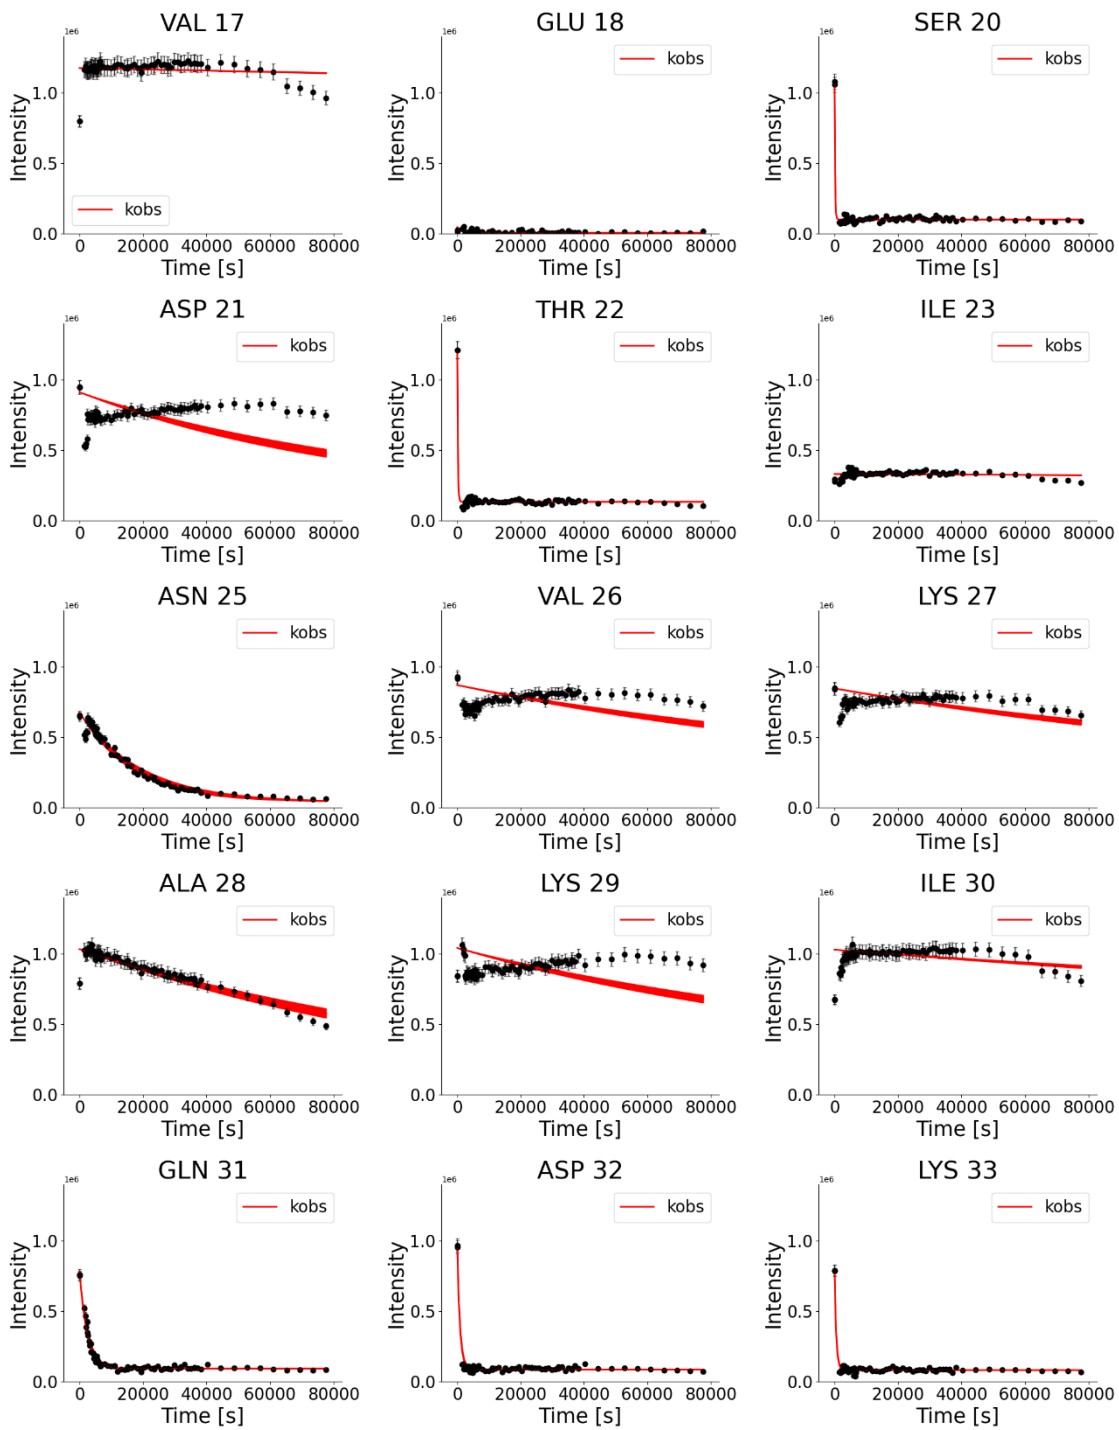 VAL 17
GLU 18
SER 20
1e6
1e6
1e6
Intensity
1.0
0.5
0.0
kobs
0 20000 40000 60000 80000
Time [s]
Intensity
1.0
0.5
0.0
kobs
0 20000 40000 60000 80000
Time [s]
Intensity
1.0
0.5
0.0
kobs
0 20000 40000 60000 80000
Time [s]
ASP 21
THR 22
ILE 23
1e6
1e6
1e6
Intensity
1.0
0.5
0.0
kobs
0 20000 40000 60000 80000
Time [s]
Intensity
1.0
0.5
0.0
kobs
0 20000 40000 60000 80000
Time [s]
Intensity
1.0
0.5
0.0
kobs
0 20000 40000 60000 80000
Time [s]
ASN 25
VAL 26
LYS 27
1e6
1e6
1e6
Intensity
1.0
0.5
0.0
kobs
0 20000 40000 60000 80000
Time [s]
Intensity
1.0
0.5
0.0
kobs
0 20000 40000 60000 80000
Time [s]
Intensity
1.0
0.5
0.0
kobs
0 20000 40000 60000 80000
Time [s]
ALA 28
LYS 29
ILE 30
1e6
1e6
1e6
Intensity
1.0
0.5
0.0
kobs
0 20000 40000 60000 80000
Time [s]
Intensity
1.0
0.5
0.0
kobs
0 20000 40000 60000 80000
Time [s]
Intensity
1.0
0.5
0.0
kobs
0 20000 40000 60000 80000
Time [s]
GLN 31
ASP 32
LYS 33
1e6
1e6
1e6
Intensity
1.0
0.5
0.0
kobs
0 20000 40000 60000 80000
Time [s]
Intensity
1.0
0.5
0.0
kobs
0 20000 40000 60000 80000
Time [s]
Intensity
1.0
0.5
0.0
kobs
0 20000 40000 60000 80000
Time [s]